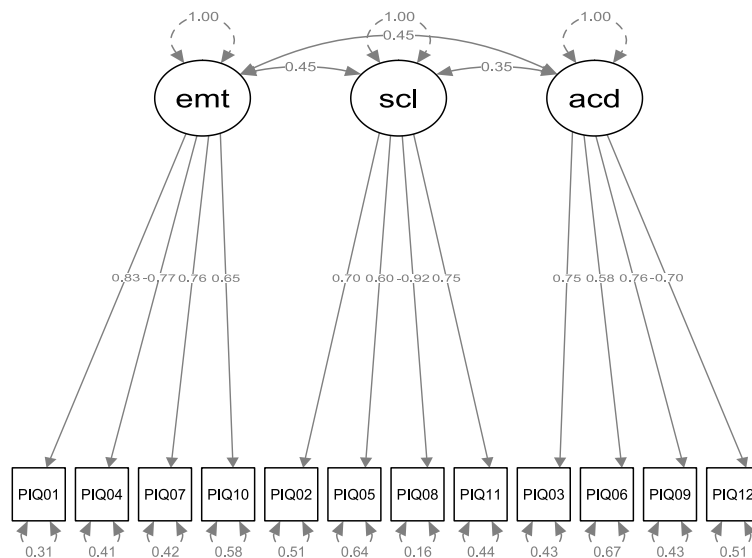 1.00 1.00 1.00
0.45
0.45 0.35
emt scl acd
0.83 -0.77 0.76 0.65 0.70 0.60 -0.92 0.75 0.75 0.58 0.76 -0.70
PIQ01 PIQ04 PIQ07 PIQ10 PIQ02 PIQ05 PIQ08 PIQ11 PIQ03 PIQ06 PIQ09 PIQ12
0.31 0.41 0.42 0.58 0.51 0.64 0.16 0.44 0.43 0.67 0.43 0.51